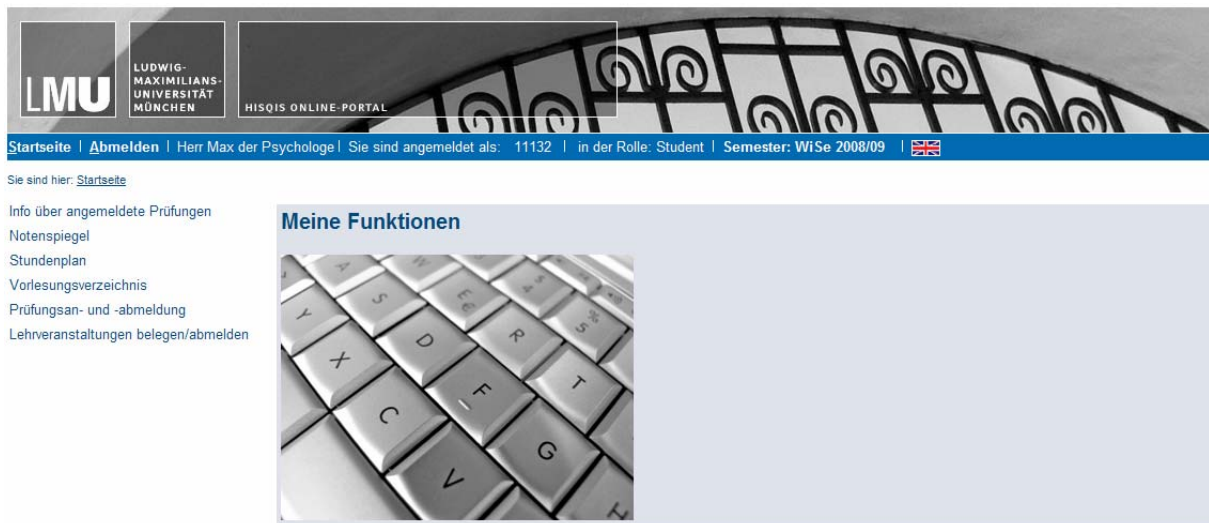 LMU
LUDWIG-
MAXIMILIANS-
UNIVERSITÄT
MÜNCHEN
HISQIS ONLINE-PORTAL
Startseite | Abmelden | Herr Max der Psychologe | Sie sind angemeldet als: 11132 | in der Rolle: Student | Semester: WiSe 2008/09 |
Sie sind hier: Startseite
Info über angemeldete Prüfungen
Notenspiegel
Stundenplan
Vorlesungsverzeichnis
Prüfungsan- und -abmeldung
Lehrveranstaltungen belegen/abmelden
Meine Funktionen
A W
S E €
Y D R 5 %
X F T
C G
V H